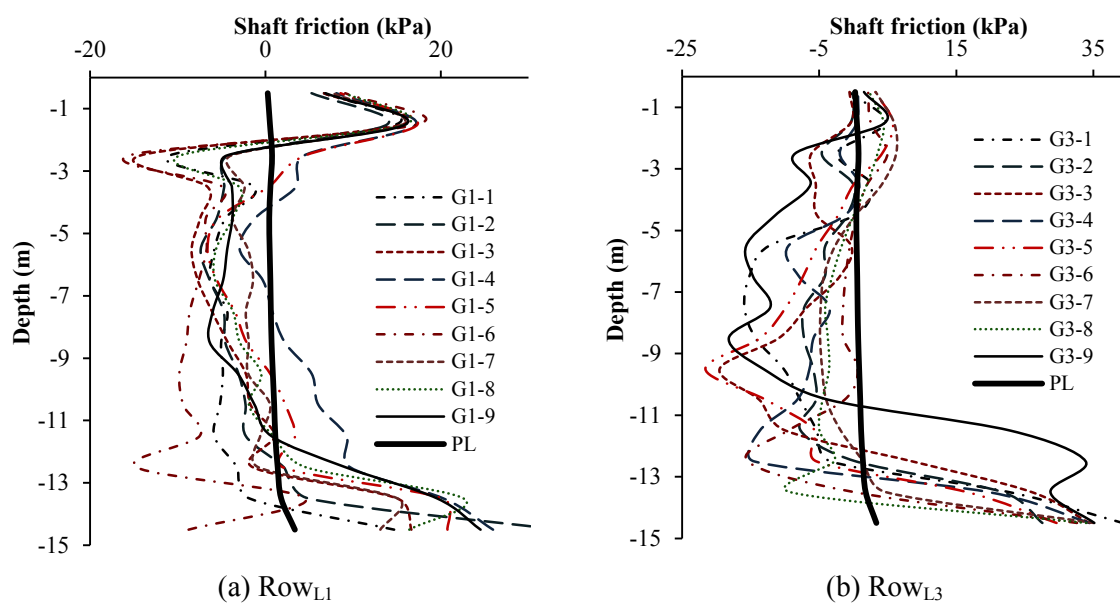 Shaft friction (kPa)
-20 0 20
Depth (m)
-1
-3
-5
-7
-9
-11
-13
-15
G1-1
G1-2
G1-3
G1-4
G1-5
G1-6
G1-7
G1-8
G1-9
PL
(a) RowL1
Shaft friction (kPa)
-25 -5 15 35
Depth (m)
-1
-3
-5
-7
-9
-11
-13
-15
G3-1
G3-2
G3-3
G3-4
G3-5
G3-6
G3-7
G3-8
G3-9
PL
(b) RowL3